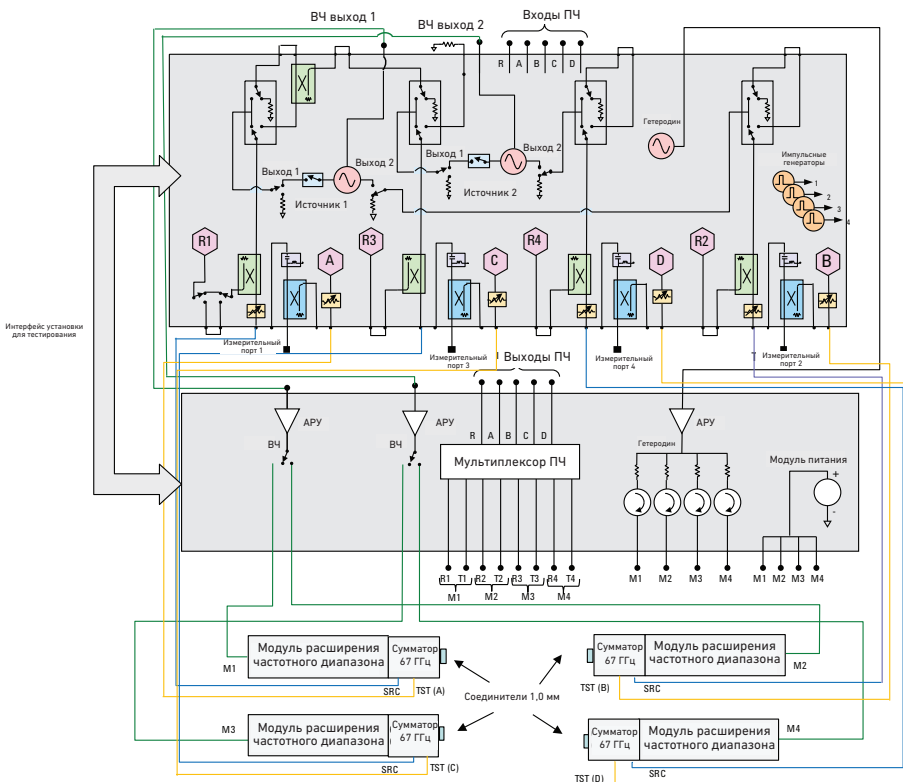 ВЧ выход 1
ВЧ выход 2
Входы ПЧ
R A B C D
Гетеродин
Импульсные
генераторы
1
2
3
4
Выход 1
Выход 2
Источник 1
Выход 1
Выход 2
Источник 2
R1
A
R3
C
R4
D
R2
B
Интерфейс установки
для тестирования
Измерительный
порт 1
Измерительный
порт 3
Измерительный
порт 4
Измерительный
порт 2
Выходы ПЧ
АРУ
АРУ
АРУ
ВЧ
ВЧ
R A B C D
Мультиплексор ПЧ
Гетеродин
Модуль питания
+
-
R1 T1 R2 T2 R3 T3 R4 T4
M1 M2 M3 M4
M1 M2 M3 M4
M1 M2 M3 M4
Модуль расширения
частотного диапазона
Сумматор
67 ГГц
M1
SRC
TST (A)
Сумматор
67 ГГц
Модуль расширения
частотного диапазона
M2
TST (B)
SRC
Соединители 1,0 мм
M3
Модуль расширения
частотного диапазона
Сумматор
67 ГГц
SRC
TST (C)
Сумматор
67 ГГц
Модуль расширения
частотного диапазона
M4
TST (D)
SRC